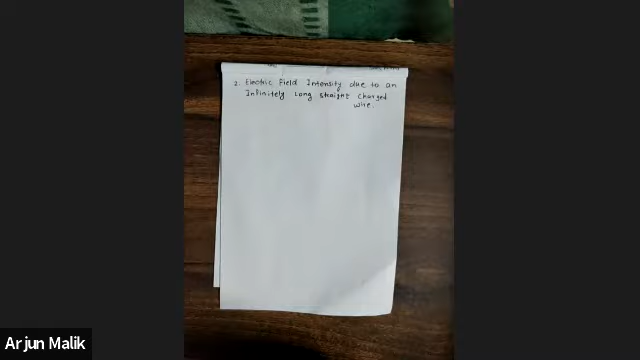 2. Electric Field Intensity due to an
Infinitely Long straight charged
wire.
Arjun Malik